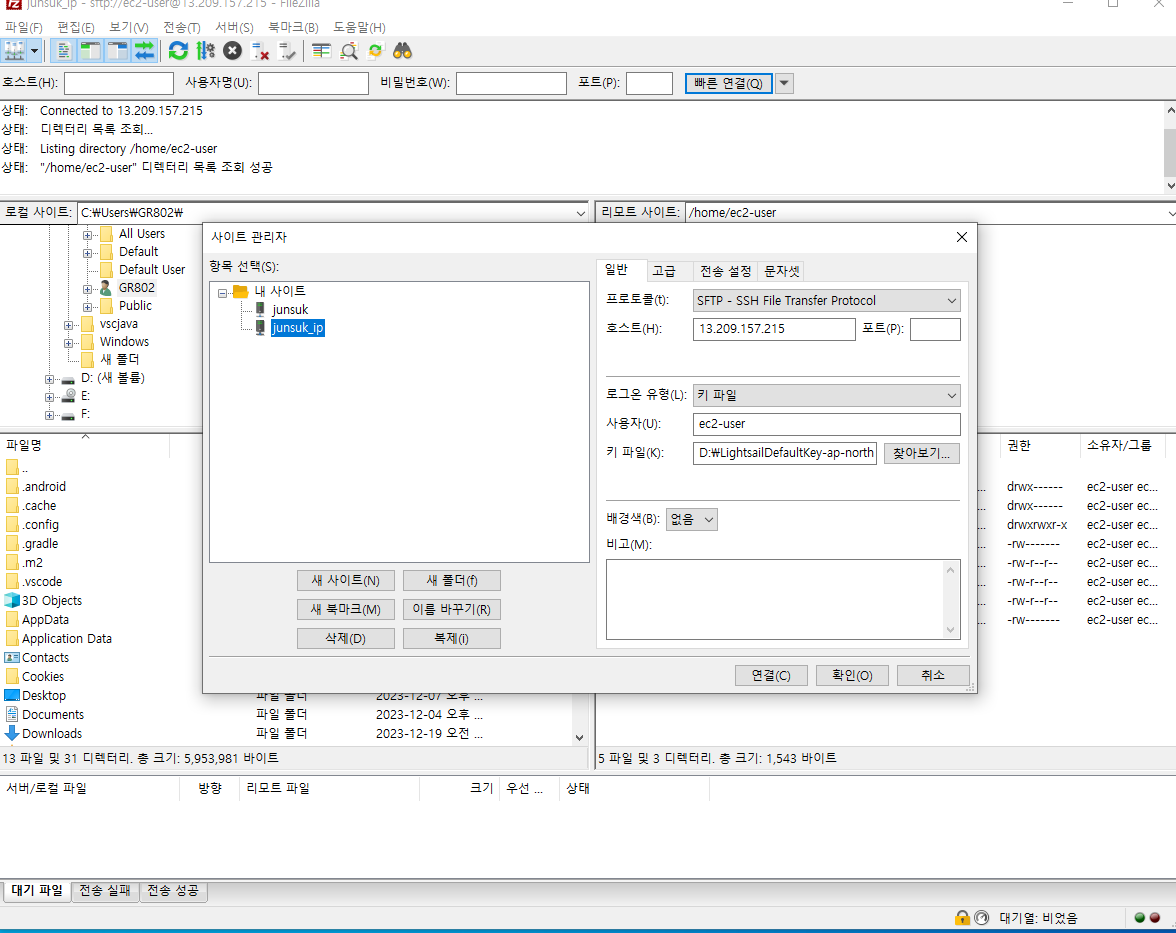 junsuk_ip - sftp://ec2-user@13.209.157.215 - FileZilla
파일(F) 편집(E) 보기(V) 전송(T) 서버(S) 북마크(B) 도움말(H)
호스트(H): 사용자명(U): 비밀번호(W): 포트(P): 빠른 연결(Q)
상태: Connected to 13.209.157.215
상태: 디렉터리 목록 조회...
상태: Listing directory /home/ec2-user
상태: "/home/ec2-user" 디렉터리 목록 조회 성공
로컬 사이트: C:₩Users₩GR802₩
All Users
Default
Default User
GR802
Public
vscjava
Windows
새 폴더
D: (새 볼륨)
E:
F:
리모트 사이트: /home/ec2-user
사이트 관리자
항목 선택(S):
내 사이트
junsuk
junsuk_ip
새 사이트(N) 새 폴더(f)
새 북마크(M) 이름 바꾸기(R)
삭제(D) 복제(i)
일반 고급 전송 설정 문자셋
프로토콜(t): SFTP - SSH File Transfer Protocol
호스트(H): 13.209.157.215 포트(P):
로그온 유형(L): 키 파일
사용자(U): ec2-user
키 파일(K): D:₩LightsailDefaultKey-ap-north 찾아보기...
배경색(B): 없음
비고(M):
연결(C) 확인(O) 취소
파일명
..
.android
.cache
.config
.gradle
.m2
.vscode
3D Objects
AppData
Application Data
Contacts
Cookies
Desktop 파일 폴더 2023-12-07 오후 ...
Documents 파일 폴더 2023-12-04 오후 ...
Downloads 파일 폴더 2023-12-19 오전 ...
13 파일 및 31 디렉터리. 총 크기: 5,953,981 바이트
권한 소유자/그룹
... drwx------ ec2-user ec...
... drwx------ ec2-user ec...
... drwxrwxr-x ec2-user ec...
... -rw------- ec2-user ec...
... -rw-r--r-- ec2-user ec...
... -rw-r--r-- ec2-user ec...
... -rw-r--r-- ec2-user ec...
... -rw------- ec2-user ec...
5 파일 및 3 디렉터리. 총 크기: 1,543 바이트
서버/로컬 파일 방향 리모트 파일 크기 우선 ... 상태
대기 파일 전송 실패 전송 성공
대기열: 비었음